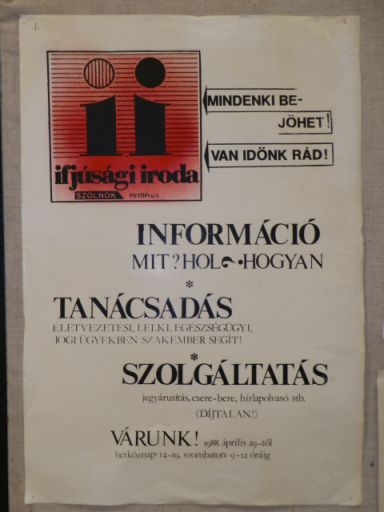 ii
MINDENKI BE-
JÖHET!
VAN IDŐNK RÁD!
ifjúsági iroda
SZOLNOK PETŐFI u. 1.
INFORMÁCIÓ
MIT? HOL? HOGYAN
*
TANÁCSADÁS
ÉLETVEZETÉSI, LELKI, EGÉSZSÉGÜGYI,
JOGI ÜGYEKBEN SZAKEMBER SEGÍT!
*
SZOLGÁLTATÁS
jegyárusítás, csere-bere, hírlapolvasó stb.
(DÍJTALAN!)
VÁRUNK! 1988. április 29-től
hétköznap: 14-19, szombaton: 9-12 óráig